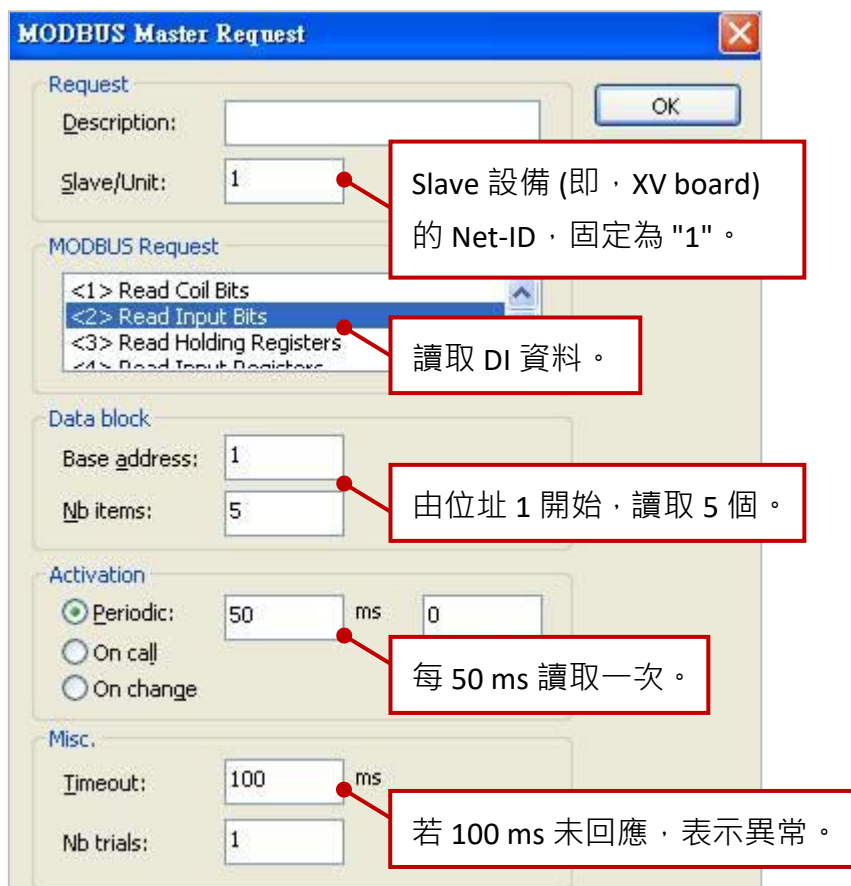 MODBUS Master Request
Request
OK
Description:
Slave/Unit:
1
Slave 設備 (即，XV board)
的 Net-ID，固定為 "1"。
MODBUS Request
<1> Read Coil Bits
<2> Read Input Bits
<3> Read Holding Registers
<4> Read Input Registers
讀取 DI 資料。
Data block
Base address:
1
Nb items:
5
由位址 1 開始，讀取 5 個。
Activation
Periodic:
50
ms
0
On call
On change
每 50 ms 讀取一次。
Misc.
Timeout:
100
ms
Nb trials:
1
若 100 ms 未回應，表示異常。